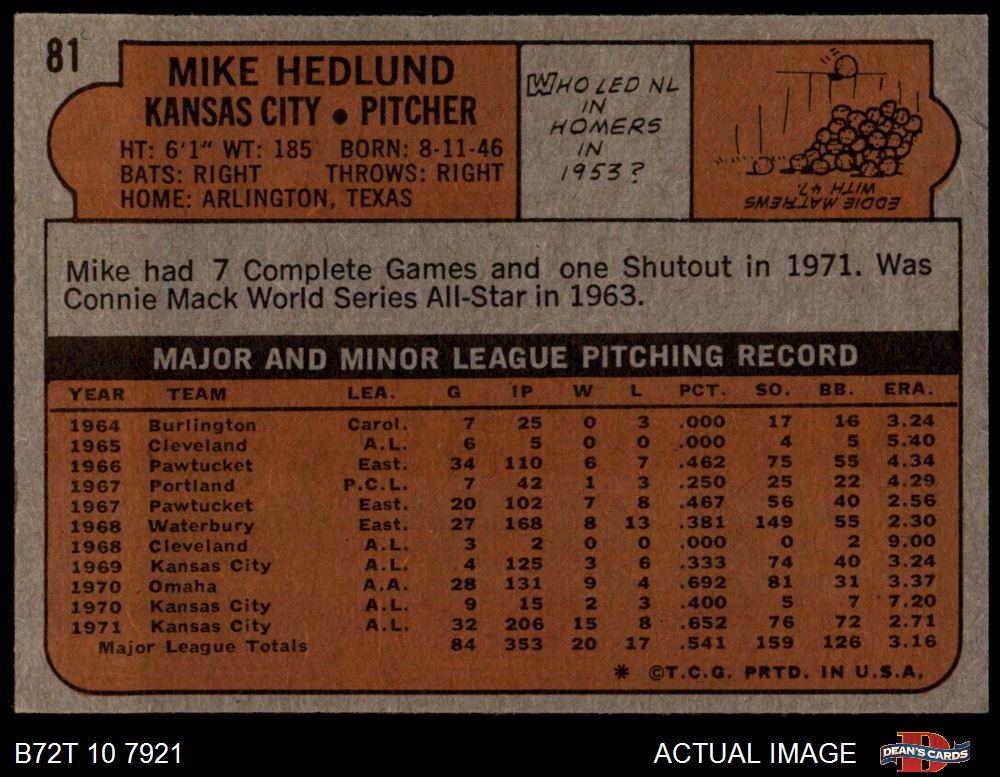 81
MIKE HEDLUND
KANSAS CITY • PITCHER
HT: 6'1" WT: 185 BORN: 8-11-46
BATS: RIGHT THROWS: RIGHT
HOME: ARLINGTON, TEXAS
WHO LED NL
IN
HOMERS
IN
1953?
EDDIE MATHEWS
WITH 47.
Mike had 7 Complete Games and one Shutout in 1971. Was
Connie Mack World Series All-Star in 1963.
MAJOR AND MINOR LEAGUE PITCHING RECORD
YEAR TEAM LEA. G IP W L PCT. SO. BB. ERA.
1964 Burlington Carol. 7 25 0 3 .000 17 16 3.24
1965 Cleveland A.L. 6 5 0 0 .000 4 5 5.40
1966 Pawtucket East. 34 110 6 7 .462 75 55 4.34
1967 Portland P.C.L. 7 42 1 3 .250 25 22 4.29
1967 Pawtucket East. 20 102 7 8 .467 56 40 2.56
1968 Waterbury East. 27 168 8 13 .381 149 55 2.30
1968 Cleveland A.L. 3 2 0 0 .000 0 2 9.00
1969 Kansas City A.L. 4 125 3 6 .333 74 40 3.24
1970 Omaha A.A. 28 131 9 4 .692 81 31 3.37
1970 Kansas City A.L. 9 15 2 3 .400 5 7 7.20
1971 Kansas City A.L. 32 206 15 8 .652 76 72 2.71
Major League Totals 84 353 20 17 .541 159 126 3.16
* ©T.C.G. PRTD. IN U.S.A.
B72T 10 7921
ACTUAL IMAGE
DEAN'S CARDS